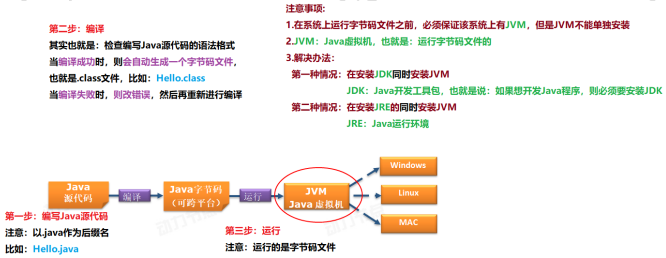 第二步：编译
其实也就是：检查编写Java源代码的语法格式
当编译成功时，则会自动生成一个字节码文件，
也就是.class文件，比如：Hello.class
当编译失败时，则改错误，然后再重新进行编译
注意事项：
1.在系统上运行字节码文件之前，必须保证该系统上有JVM，但是JVM不能单独安装
2.JVM：Java虚拟机，也就是：运行字节码文件的
3.解决办法：
第一种情况：在安装JDK同时安装JVM
JDK：Java开发工具包，也就是说：如果想开发Java程序，则必须要安装JDK
第二种情况：在安装JRE的同时安装JVM
JRE：Java运行环境
Java
源代码
编译
Java字节码
（可跨平台）
运行
JVM
Java 虚拟机
Windows
Linux
MAC
第一步：编写Java源代码
注意：以.java作为后缀名
比如：Hello.java
第三步：运行
注意：运行的是字节码文件